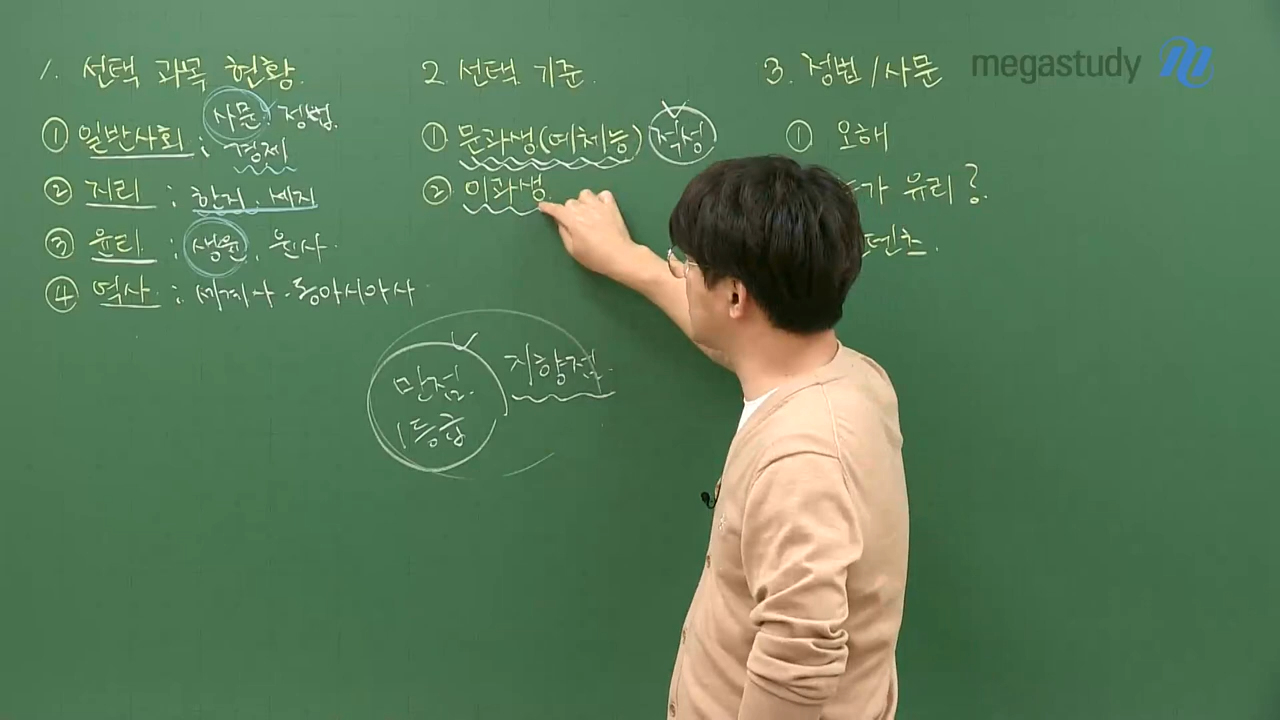 1. 선택 과목 현황.
사문, 정법.
① 일반사회 ; 경제
② 지리 : 한지. 세지
③ 윤리 : 생윤. 윤사.
④ 역사 : 세계사. 동아시아사
2. 선택 기준.
① 문과생(예체능) 적성
② 이과생.
만점.
1등급
지향점.
3. 정법/사문
① 오해
가 유리?
텐츠.
megastudy